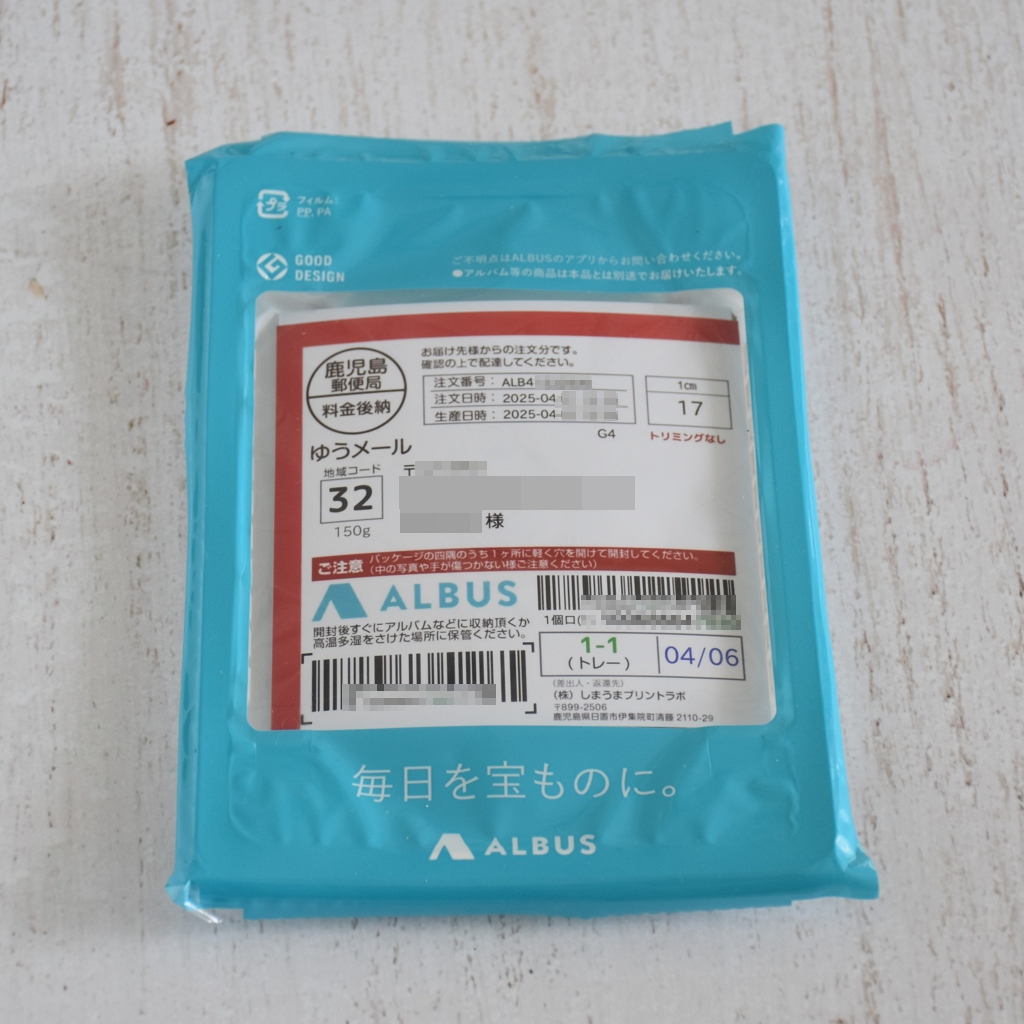 プラ
フィルム:
PP, PA
GOOD
DESIGN
ご不明点はALBUSのアプリからお問い合わせください。
●アルバム等の商品は本品とは別送でお届けいたします。
鹿児島
郵便局
料金後納
お届け先様からの注文分です。
確認の上で配達してください。
注文番号: ALB4
注文日時: 2025-04
生産日時: 2025-04
1cm
17
G4
トリミングなし
ゆうメール
地域コード
32
150g
〒
様
ご注意
パッケージの四隅のうち1ヶ所に軽く穴を開けて開封してください。
(中の写真や手が傷つかない様ご注意ください)
ALBUS
開封後すぐにアルバムなどに収納頂くか
高温多湿をさけた場所に保管ください。
1個口(
1-1
(トレー)
04/06
(差出人・返還先)
(株)しまうまプリントラボ
〒899-2506
鹿児島県日置市伊集院町清藤 2110-29
毎日を宝ものに。
ALBUS